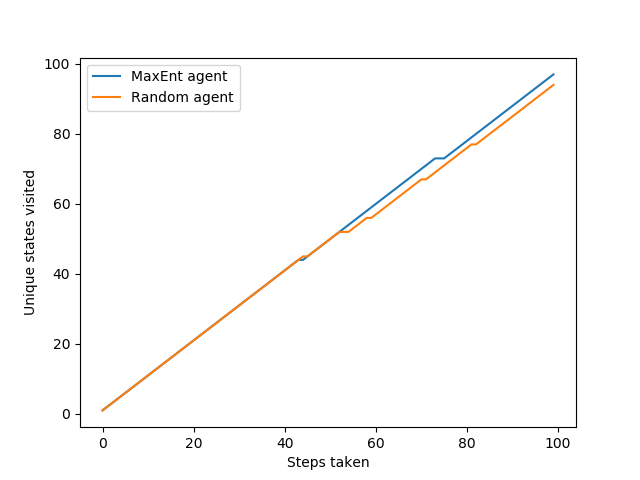 MaxEnt agent
Random agent
100
80
60
40
20
0
Unique states visited
0 20 40 60 80 100
Steps taken